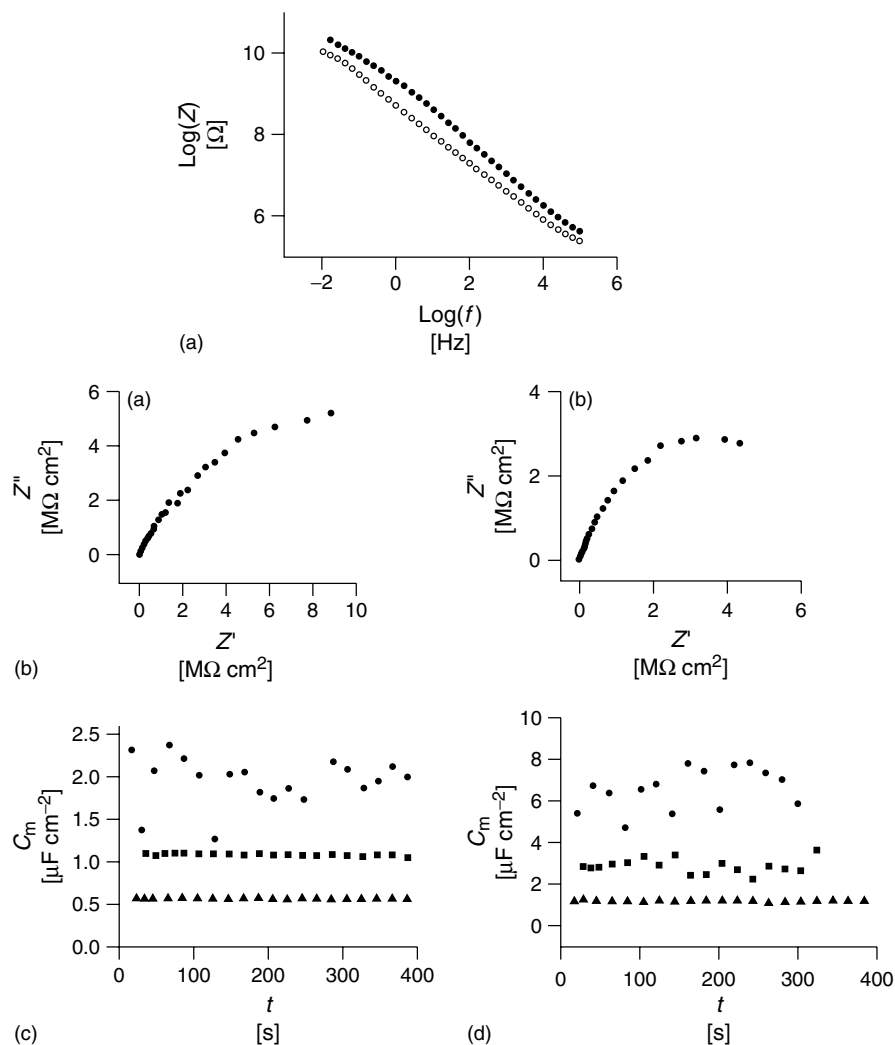 10
8
6
Log(Z)
[Ω]
−2 0 2 4 6
Log(f)
(a) [Hz]
(a)
6
4
2
0
Z''
[MΩ cm²]
0 2 4 6 8 10
Z'
(b) [MΩ cm²]
(b)
4
2
0
Z''
[MΩ cm²]
0 2 4 6
Z'
[MΩ cm²]
2.5
2.0
1.5
1.0
0.5
0.0
Cm
[µF cm−2]
0 100 200 300 400
t
(c) [s]
10
8
6
4
2
0
Cm
[µF cm−2]
0 100 200 300 400
t
(d) [s]